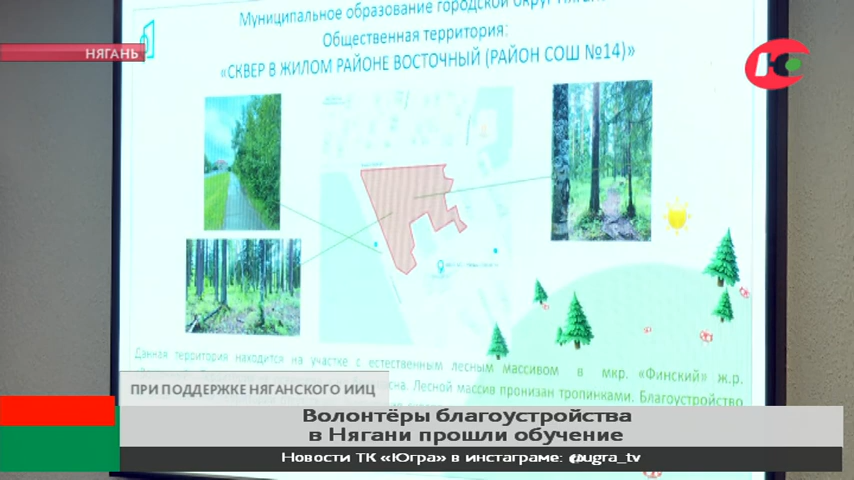 Муниципальное образование городской округ
НЯГАНЬ
Общественная территория:
«СКВЕР В ЖИЛОМ РАЙОНЕ ВОСТОЧНЫЙ (РАЙОН СОШ №14)»
Данная территория находится на участке с естественным лесным массивом в мкр. «Финский» ж.р.
Лесной массив пронизан тропинками. Благоустройство
ПРИ ПОДДЕРЖКЕ НЯГАНСКОГО ИИЦ
Волонтёры благоустройства
в Нягани прошли обучение
Новости ТК «Югра» в инстаграме: @ugra_tv